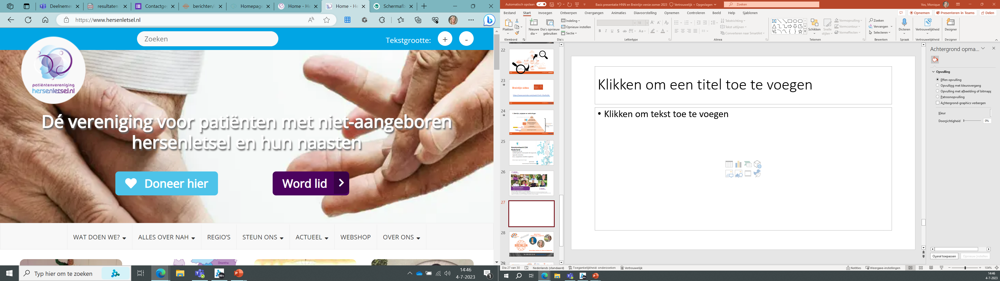 Deelnemer
resultaten
Contactge
berichten/
Homepage
Home - He
Home - He
Schermafb
https://www.hersenletsel.nl
Zoeken
Tekstgrootte:
+
-
patiëntenvereniging
hersenletsel.nl
Dé vereniging voor patiënten met niet-aangeboren
hersenletsel en hun naasten
Doneer hier
Word lid
WAT DOEN WE?
ALLES OVER NAH
REGIO'S
STEUN ONS
ACTUEEL
WEBSHOP
OVER ONS
Drenthe
Typ hier om te zoeken
99+
14:46
4-7-2023
1
Automatisch opslaan
Basis presentatie HNN en Breinlijn versie zomer 2023
Vertrouwelijk • Opgeslagen
Zoeken
Vos, Monique
Bestand
Start
Invoegen
Ontwerpen
Overgangen
Animaties
Diavoorstelling
Opnemen
Controleren
Beeld
Help
Sjablonen
Opnemen
Presenteren in Teams
Delen
Plakken
Klembord
Nieuwe
dia
Dia's opnieuw
gebruiken
Indeling
Opnieuw instellen
Sectie
Dia's
18
B I U S ab AV Aa
Lettertype
Tekstrichting
Tekst uitlijnen
Converteren naar SmartArt
Alinea
Schikken
Snelle
stijlen
Vormopvulling
Vormcontour
Vormeffecten
Tekenen
Zoeken
Vervangen
Selecteren
Bewerken
Dicteren
Spraak
Vertrouwelijkheid
Vertrouwelijkheid
Designer
Designer
22
23
Breinlijn video
24
25
Kennisnetwerk CVA
Nederland
26
27
28
BREINLIJN
29
Klikken om een titel toe te voegen
• Klikken om tekst toe te voegen
Achtergrond opma...
Opvulling
Effen opvulling
Opvulling met kleurovergang
Opvulling met afbeelding of bitmapp
Patroonopvulling
Achtergrond-graphics verbergen
Kleur
Doorzichtigheid
0%
Overal toepassen
Opnieuw instellen
Dia 27 van 30
Nederlands (standaard)
Toegankelijkheid: onderzoeken
Vertrouwelijk
Notities
Weergave-instellingen
104%
14:46
4-7-2023